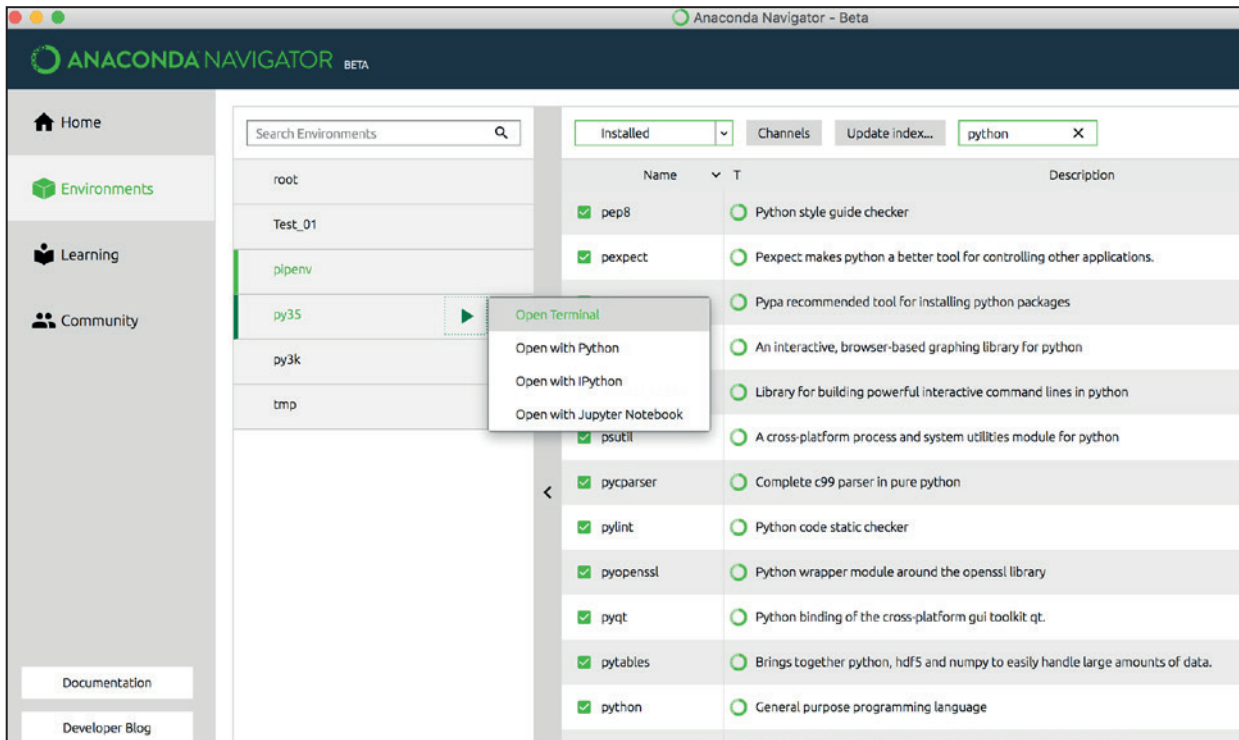 Anaconda Navigator - Beta
ANACONDA NAVIGATOR BETA
Home
Environments
Learning
Community
Documentation
Developer Blog
Search Environments
root
Test_01
pipenv
py35
py3k
tmp
Open Terminal
Open with Python
Open with IPython
Open with Jupyter Notebook
Installed Channels Update index... python X
Name T Description
pep8 Python style guide checker
pexpect Pexpect makes python a better tool for controlling other applications.
Pypa recommended tool for installing python packages
An interactive, browser-based graphing library for python
Library for building powerful interactive command lines in python
psutil A cross-platform process and system utilities module for python
pycparser Complete c99 parser in pure python
pylint Python code static checker
pyopenssl Python wrapper module around the openssl library
pyqt Python binding of the cross-platform gui toolkit qt.
pytables Brings together python, hdf5 and numpy to easily handle large amounts of data.
python General purpose programming language